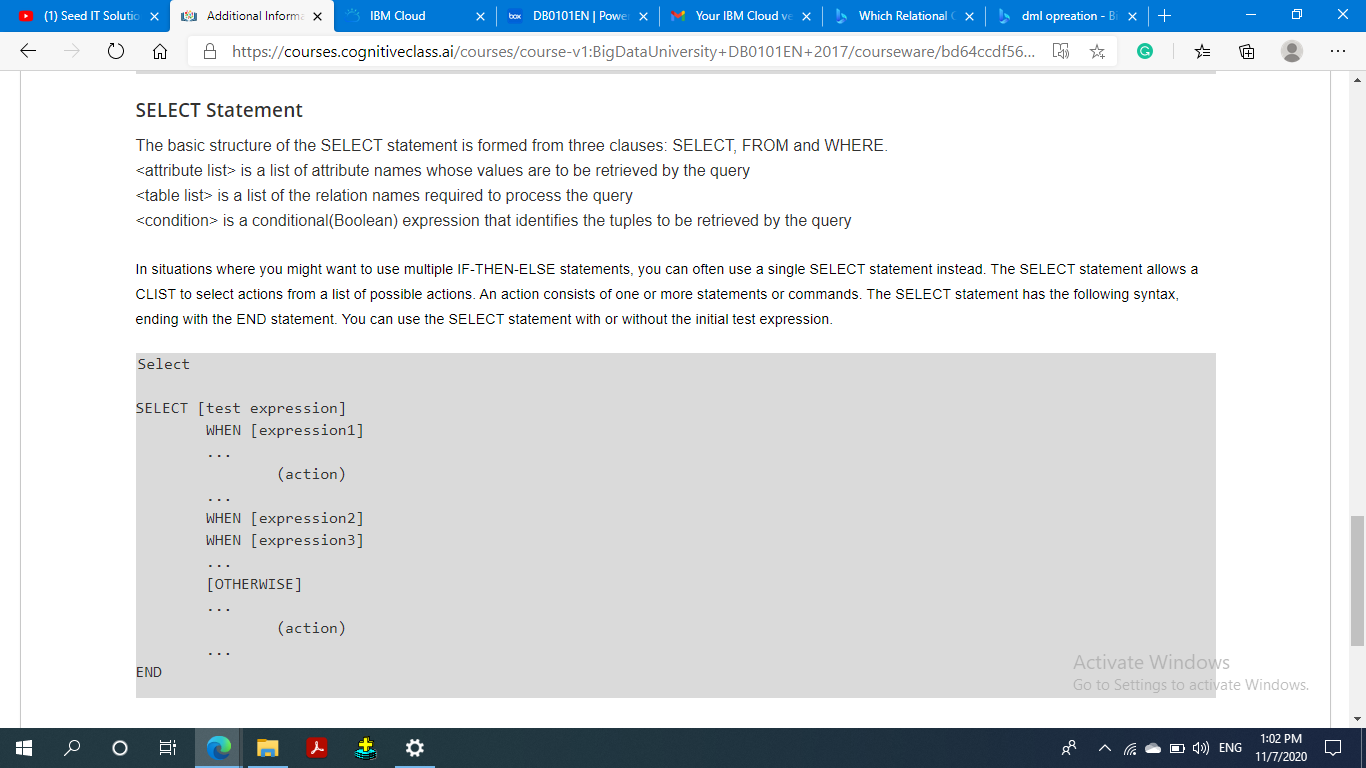 (1) Seed IT Solutio
Additional Informa
IBM Cloud
box DB0101EN | Power
Your IBM Cloud ve
Which Relational
dml opreation - Bi
https://courses.cognitiveclass.ai/courses/course-v1:BigDataUniversity+DB0101EN+2017/courseware/bd64ccdf56...
SELECT Statement
The basic structure of the SELECT statement is formed from three clauses: SELECT, FROM and WHERE.
<attribute list> is a list of attribute names whose values are to be retrieved by the query
<table list> is a list of the relation names required to process the query
<condition> is a conditional(Boolean) expression that identifies the tuples to be retrieved by the query
In situations where you might want to use multiple IF-THEN-ELSE statements, you can often use a single SELECT statement instead. The SELECT statement allows a
CLIST to select actions from a list of possible actions. An action consists of one or more statements or commands. The SELECT statement has the following syntax,
ending with the END statement. You can use the SELECT statement with or without the initial test expression.
Select
SELECT [test expression]
WHEN [expression1]
...
(action)
...
WHEN [expression2]
WHEN [expression3]
...
[OTHERWISE]
...
(action)
...
END
Activate Windows
Go to Settings to activate Windows.
ENG
1:02 PM
11/7/2020